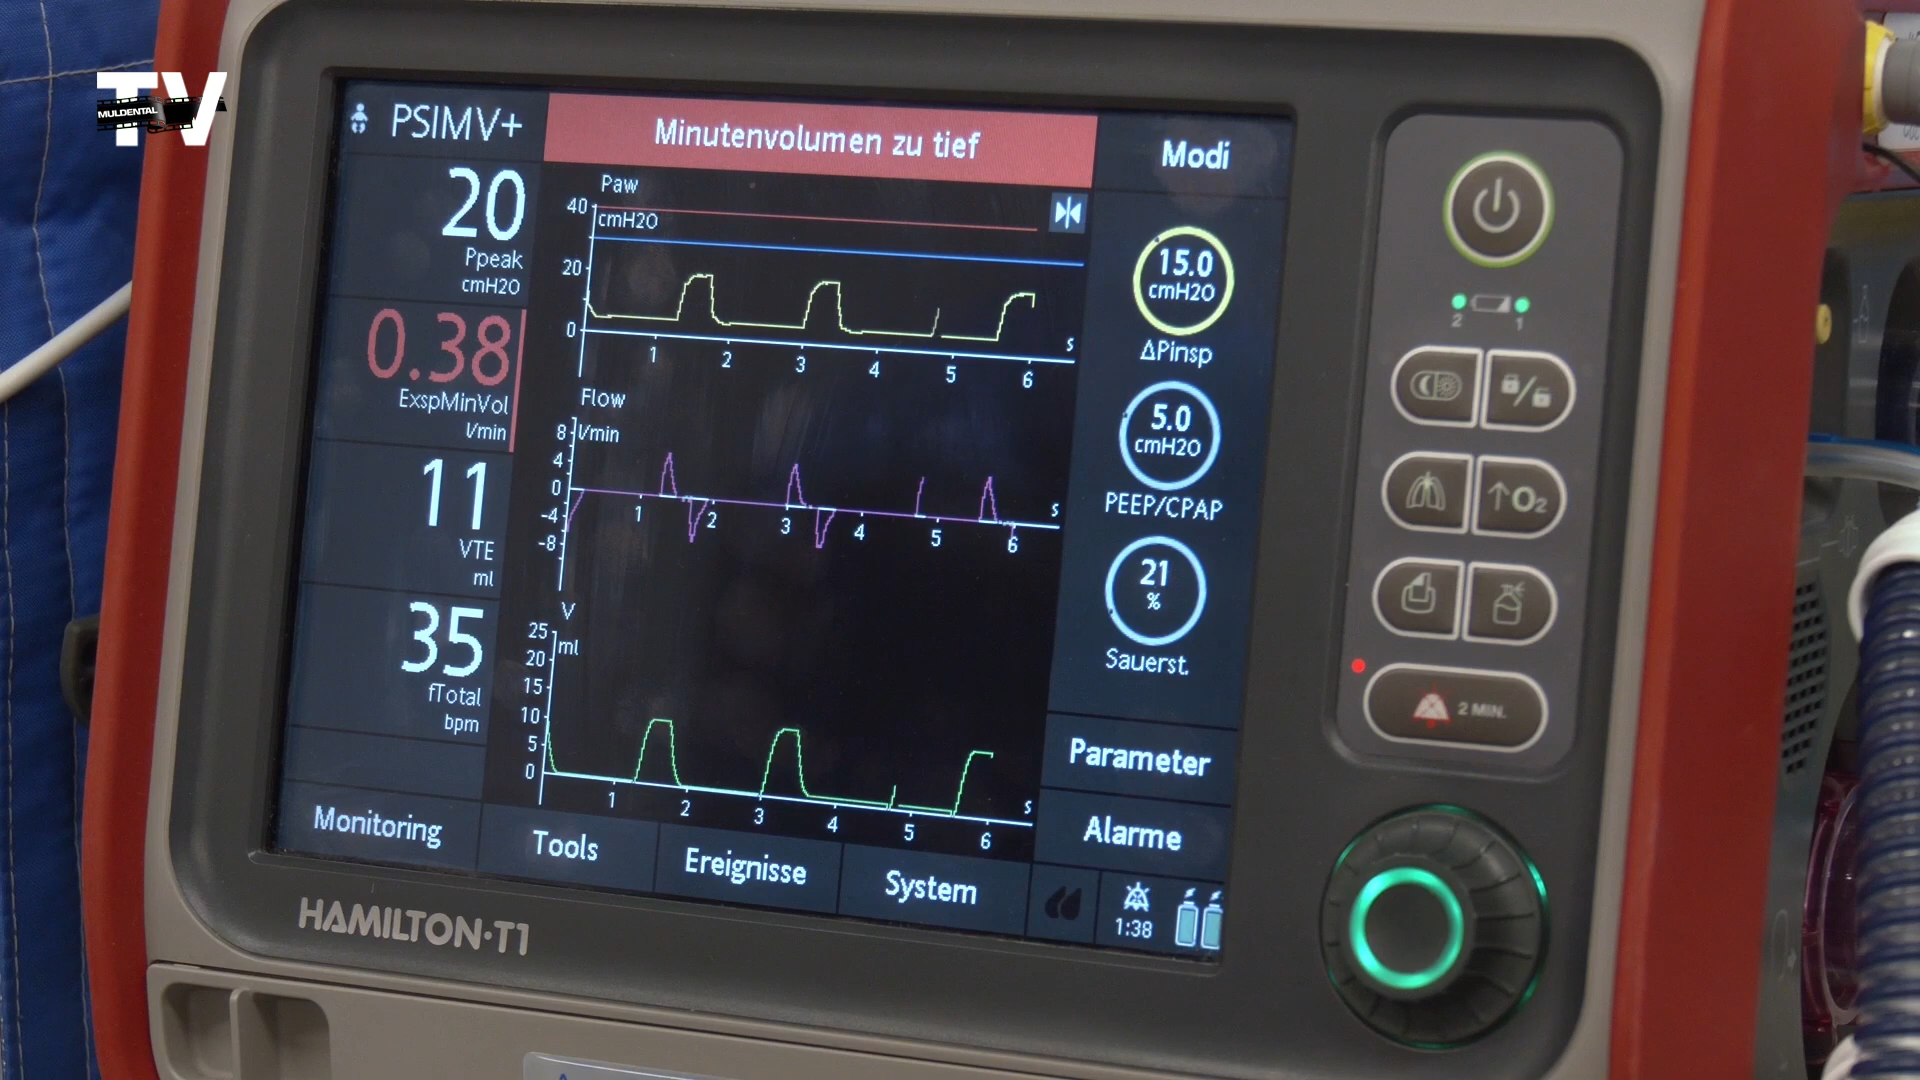 TV
MULDENTAL
PSIMV+
Minutenvolumen zu tief
Modi
20
Ppeak
cmH2O
0.38
ExspMinVol
l/min
11
VTE
ml
35
fTotal
bpm
Paw
40
cmH2O
20
0
1 2 3 4 5 6 s
Flow
8 l/min
4
0
-4
-8
1 2 3 4 5 6 s
V
25 ml
20
15
10
5
0
1 2 3 4 5 6 s
15.0
cmH2O
ΔPinsp
5.0
cmH2O
PEEP/CPAP
21
%
Sauerst.
Parameter
Alarme
Monitoring
Tools
Ereignisse
System
1:38
HAMILTON-T1
2 1
↑O2
2 MIN.